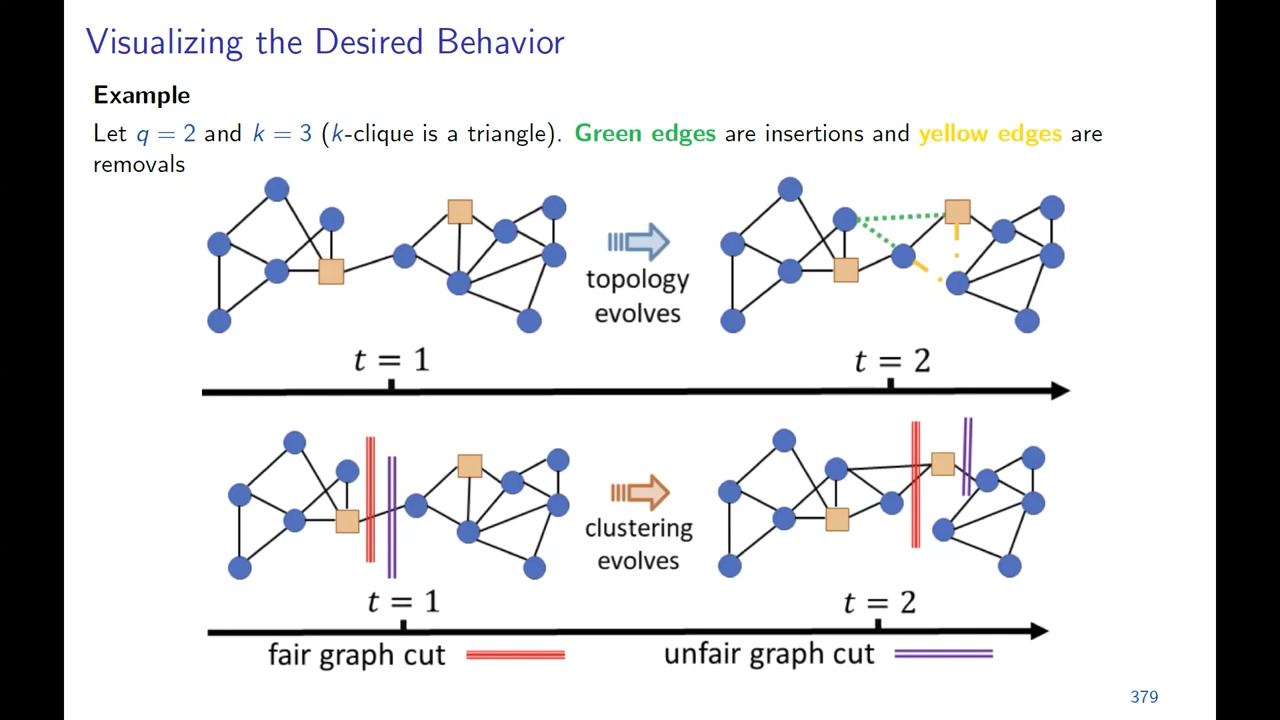 Visualizing the Desired Behavior
Example
Let q = 2 and k = 3 (k-clique is a triangle). Green edges are insertions and yellow edges are
removals
topology
evolves
t = 1
t = 2
clustering
evolves
t = 1
t = 2
fair graph cut
unfair graph cut
379